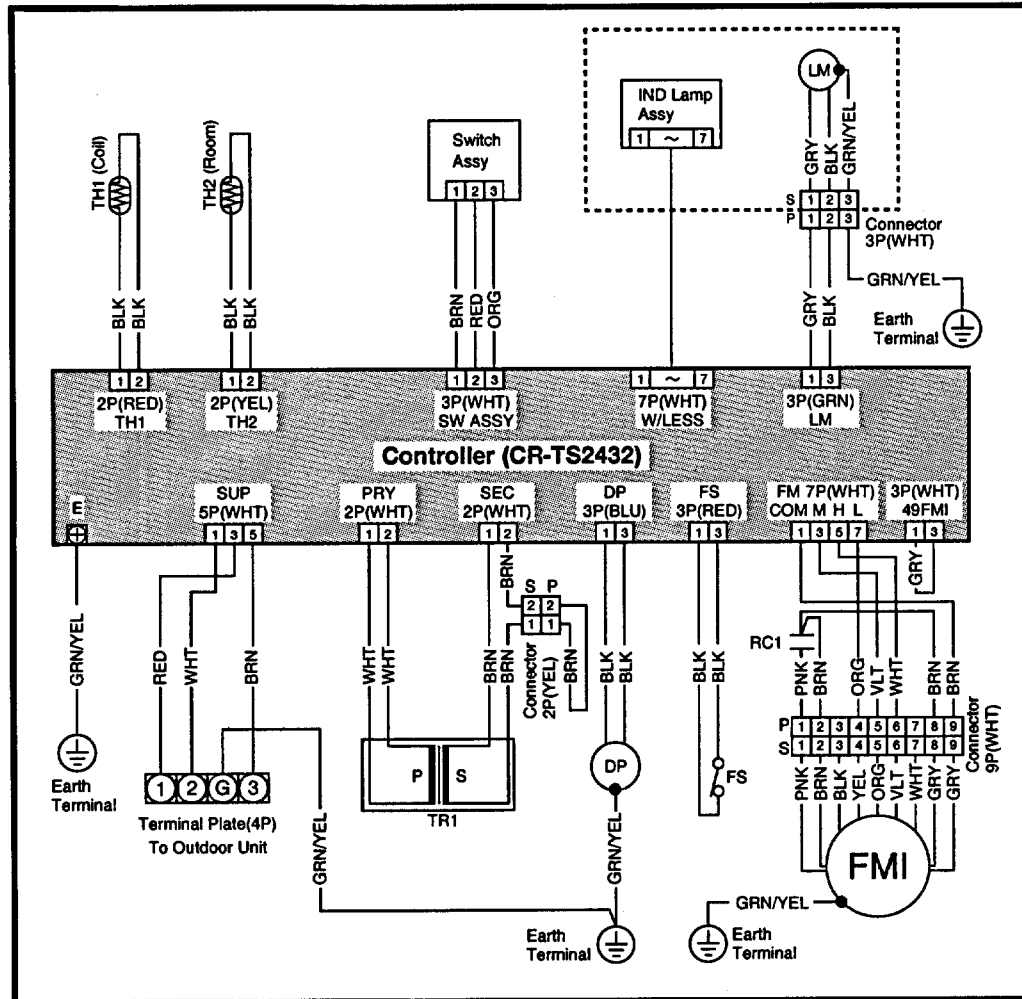 LM
IND Lamp
Assy
1 ~ 7
GRY
BLK
GRN/YEL
S 1 2 3
P 1 2 3
Connector
3P(WHT)
GRN/YEL
Earth
Terminal
GRY
BLK
TH1 (Coil)
BLK
BLK
TH2 (Room)
BLK
BLK
Switch
Assy
1 2 3
BRN
RED
ORG
1 2
2P(RED)
TH1
1 2
2P(YEL)
TH2
1 2 3
3P(WHT)
SW ASSY
1 ~ 7
7P(WHT)
W/LESS
1 3
3P(GRN)
LM
Controller (CR-TS2432)
E
SUP
5P(WHT)
1 3 5
PRY
2P(WHT)
1 2
SEC
2P(WHT)
1 2
DP
3P(BLU)
1 3
FS
3P(RED)
1 3
FM 7P(WHT)
COM M H L
1 3 5 7
3P(WHT)
49FMI
1 3
GRY
GRN/YEL
Earth
Terminal
RED
WHT
BRN
1 2 G 3
Terminal Plate(4P)
To Outdoor Unit
GRN/YEL
WHT
WHT
BRN
BRN
BRN
S P
2 2
1 1
Connector
2P(YEL)
BRN
P S
TR1
BLK
BLK
DP
GRN/YEL
Earth
Terminal
BLK
BLK
FS
RC1
PNK
BRN
ORG
VLT
WHT
BRN
BRN
P 1 2 3 4 5 6 7 8 9
S 1 2 3 4 5 6 7 8 9
Connector
9P(WHT)
PNK
BRN
BLK
YEL
ORG
VLT
WHT
GRY
GRY
FMI
GRN/YEL
Earth
Terminal